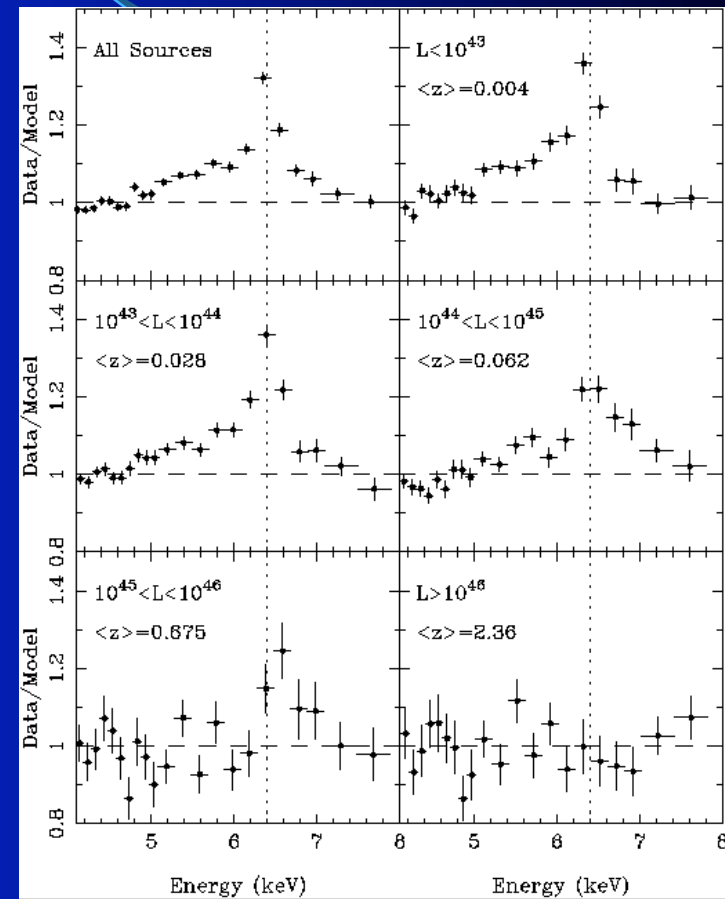 All Sources
L<10^43
<z>=0.004
10^43<L<10^44
<z>=0.028
10^44<L<10^45
<z>=0.062
10^45<L<10^46
<z>=0.675
L>10^46
<z>=2.36
Data/Model
0.8 1 1.2 1.4
Data/Model
0.8 1 1.2 1.4
Data/Model
0.8 1 1.2 1.4
5 6 7 8 5 6 7 8
Energy (keV) Energy (keV)